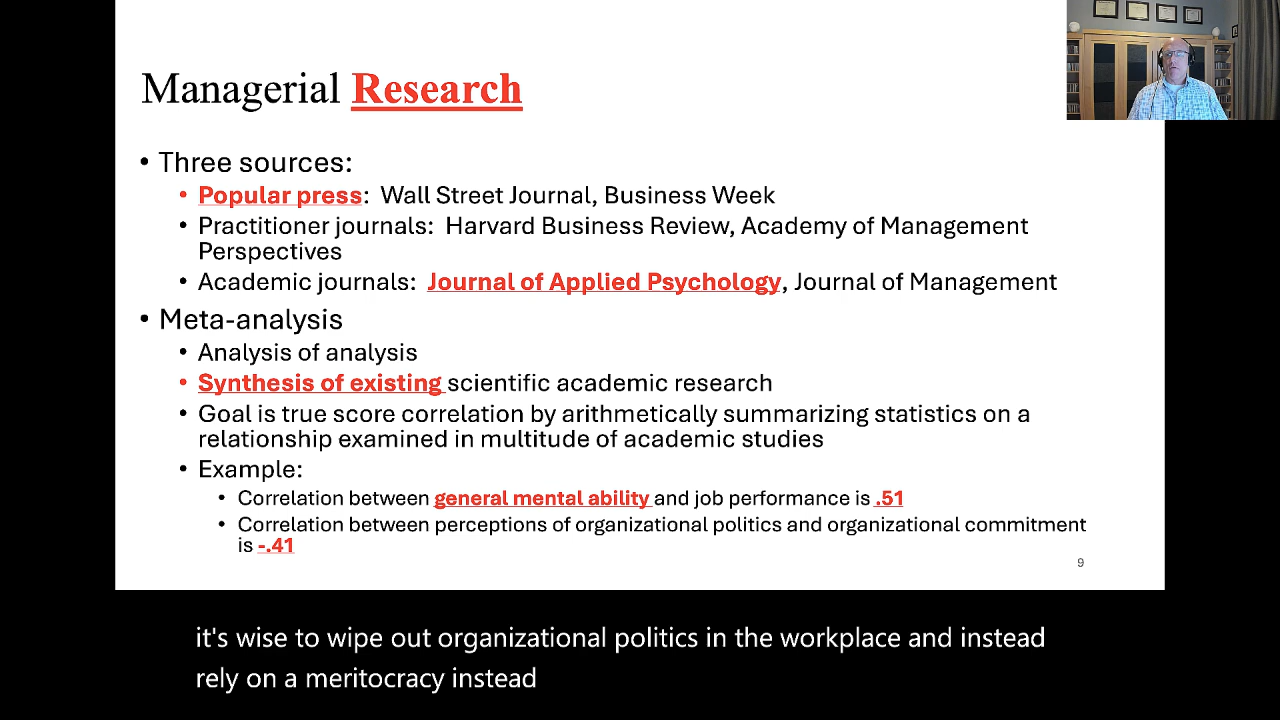 Managerial Research
• Three sources:
• Popular press: Wall Street Journal, Business Week
• Practitioner journals: Harvard Business Review, Academy of Management
Perspectives
• Academic journals: Journal of Applied Psychology, Journal of Management
• Meta-analysis
• Analysis of analysis
• Synthesis of existing scientific academic research
• Goal is true score correlation by arithmetically summarizing statistics on a
relationship examined in multitude of academic studies
• Example:
• Correlation between general mental ability and job performance is .51
• Correlation between perceptions of organizational politics and organizational commitment
is -.41
9
it's wise to wipe out organizational politics in the workplace and instead
rely on a meritocracy instead